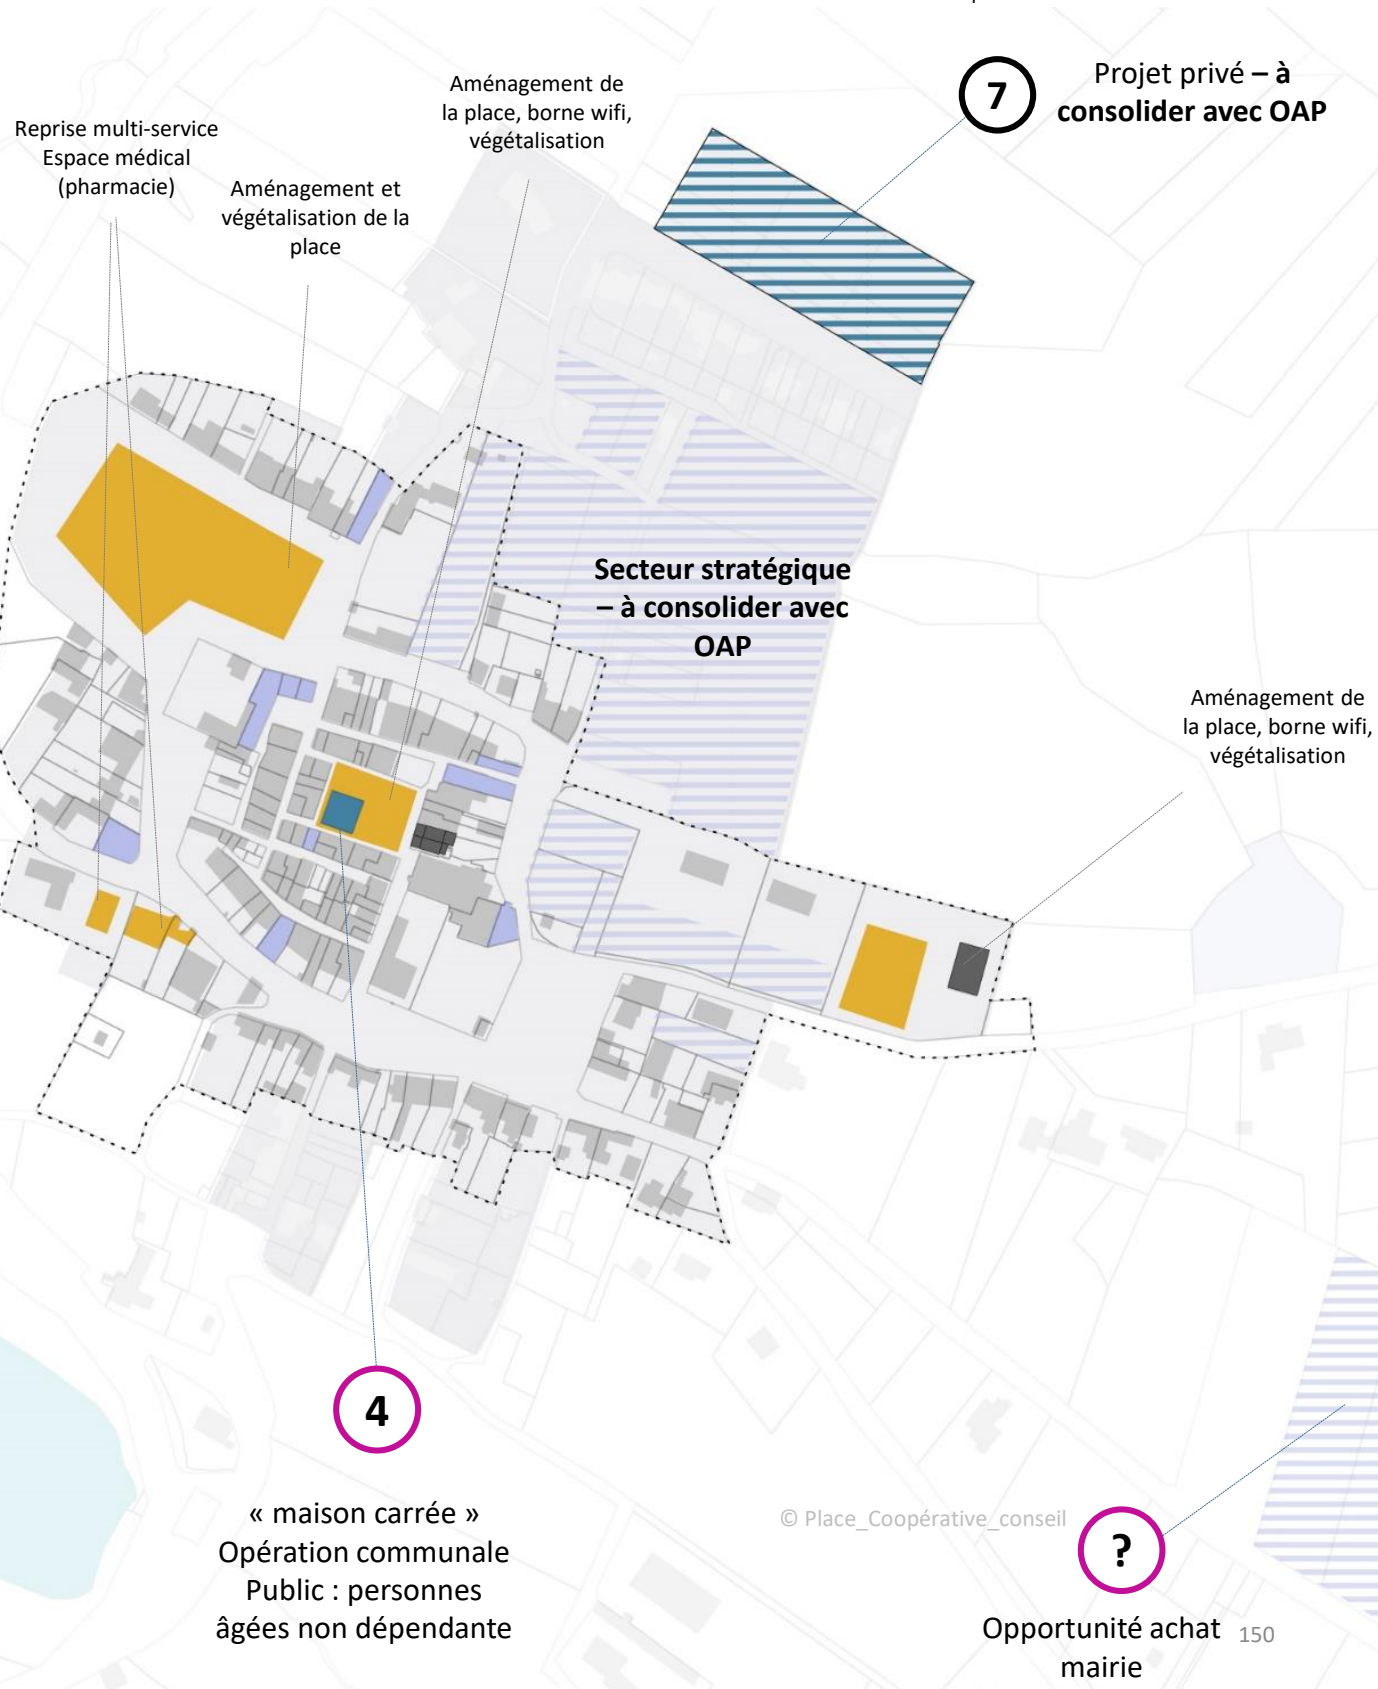 7
Projet privé – à
consolider avec OAP
Aménagement de
la place, borne wifi,
végétalisation
Reprise multi-service
Espace médical
(pharmacie)
Aménagement et
végétalisation de la
place
Secteur stratégique
– à consolider avec
OAP
Aménagement de
la place, borne wifi,
végétalisation
4
« maison carrée »
Opération communale
Public : personnes
âgées non dépendante
© Place_Coopérative_conseil
?
Opportunité achat
mairie
150